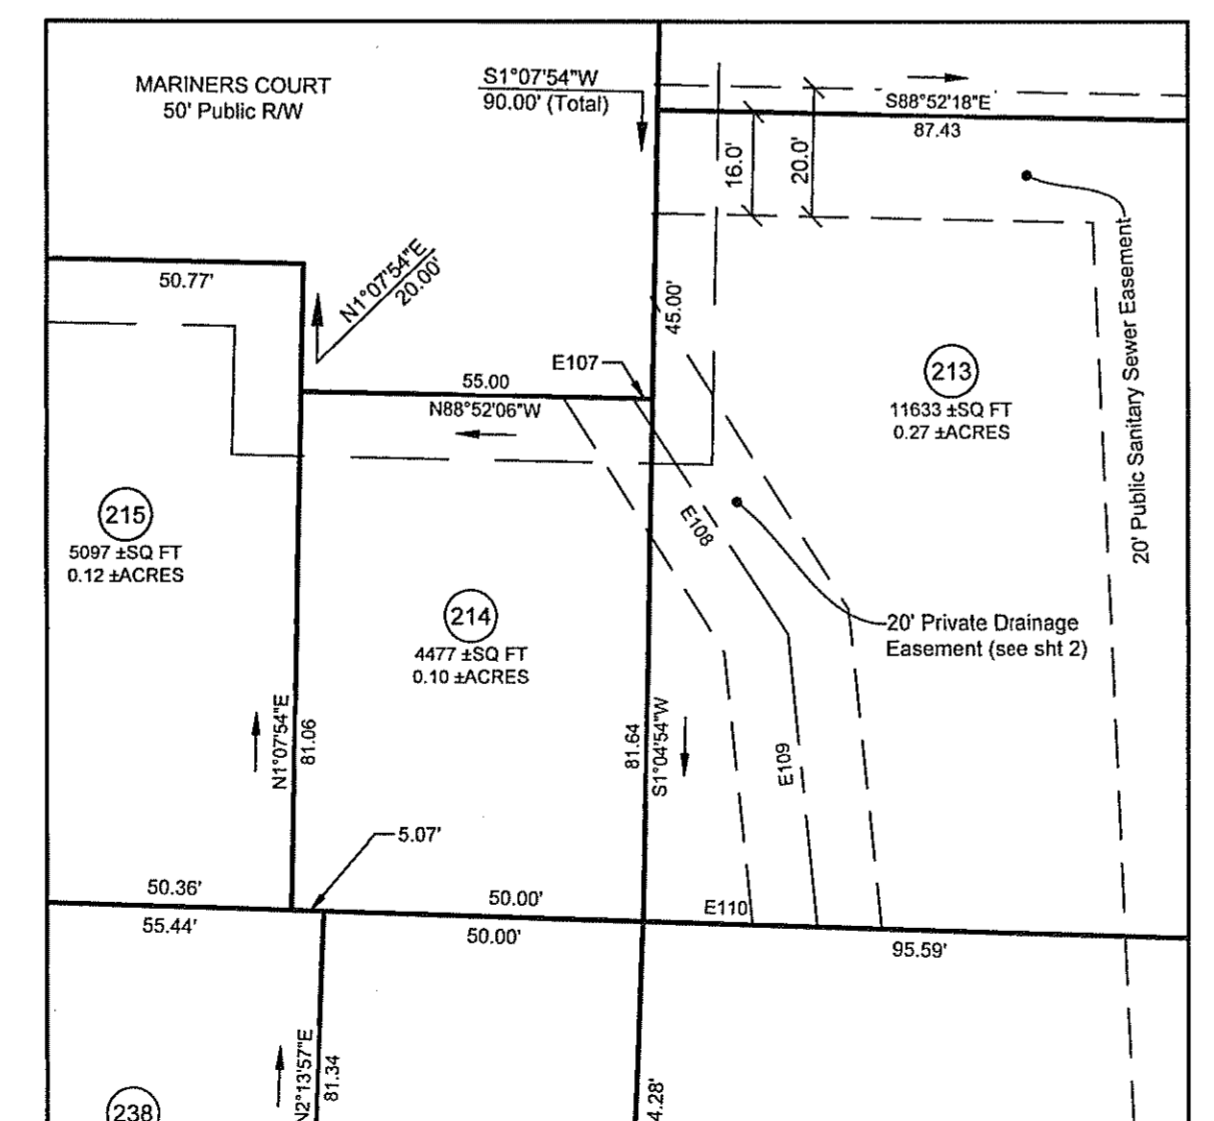 MARINERS COURT
50' Public R/W
S1°07'54"W
90.00' (Total)
S88°52'18"E
87.43
16.0'
20.0'
20' Public Sanitary Sewer Easement
50.77'
N1°07'54"E
20.00'
45.00'
E107
55.00
N88°52'06"W
213
11633 ±SQ FT
0.27 ±ACRES
215
5097 ±SQ FT
0.12 ±ACRES
E108
214
4477 ±SQ FT
0.10 ±ACRES
20' Private Drainage
Easement (see sht 2)
N1°07'54"E
81.06
81.64
S1°04'54"W
E109
5.07'
50.36'
50.00'
E110
55.44'
50.00'
95.59'
N2°13'57"E
81.34
4.28'
238